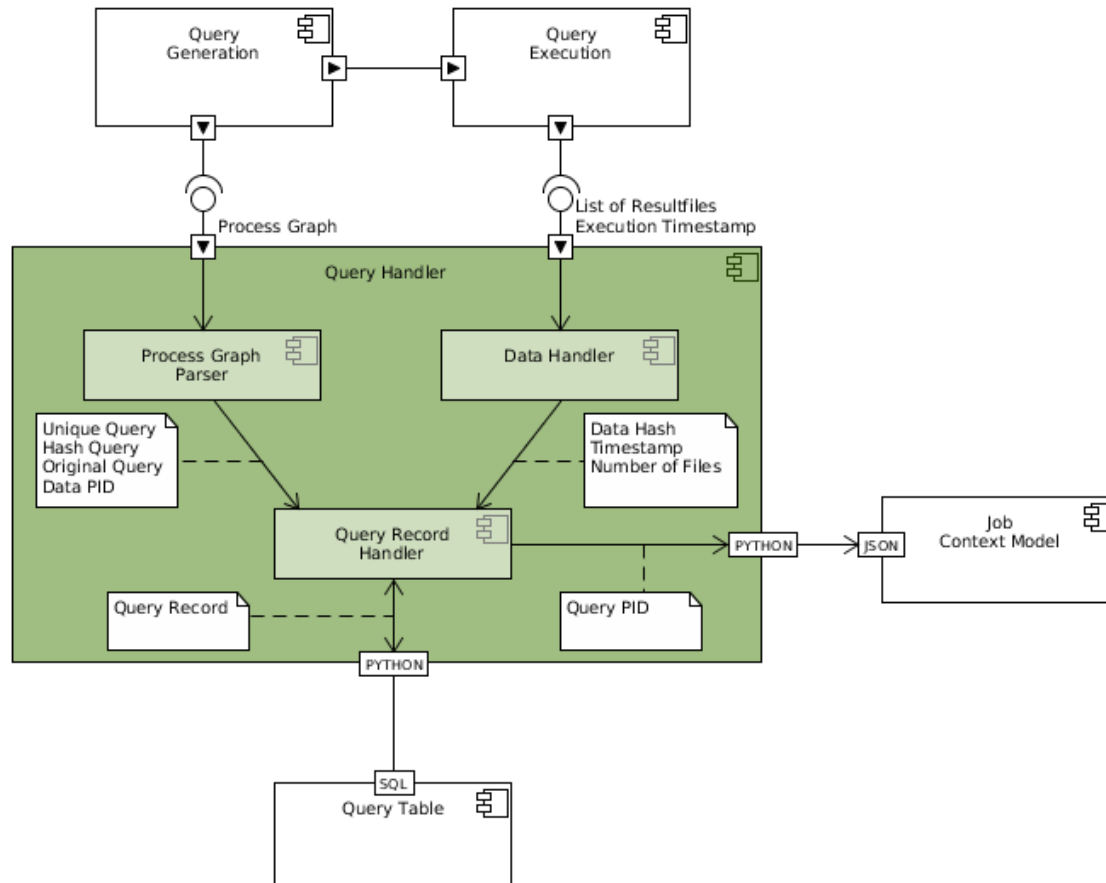 Query
Generation
Query
Execution
Process Graph
List of Resultfiles
Execution Timestamp
Query Handler
Process Graph
Parser
Data Handler
Unique Query
Hash Query
Original Query
Data PID
Data Hash
Timestamp
Number of Files
Query Record
Handler
PYTHON
JSON
Job
Context Model
Query Record
Query PID
PYTHON
SQL
Query Table